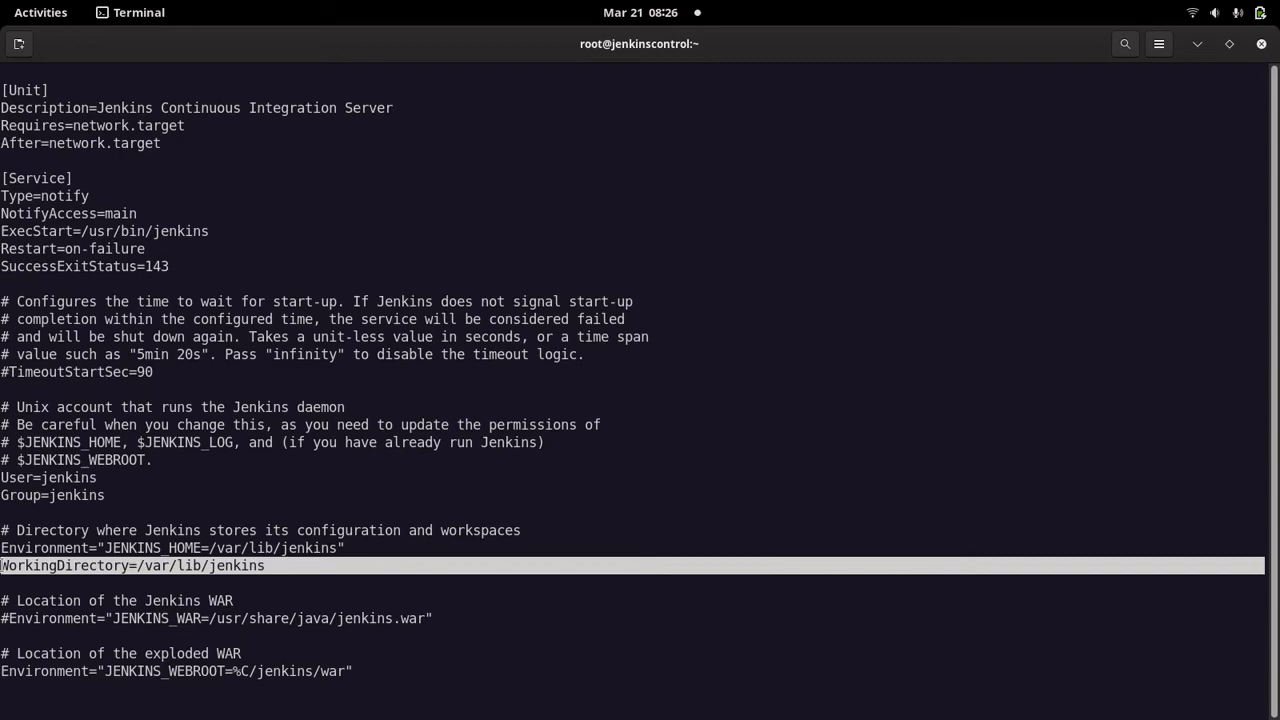 Activities
Terminal
Mar 21 08:26
root@jenkinscontrol:~
[Unit]
Description=Jenkins Continuous Integration Server
Requires=network.target
After=network.target
[Service]
Type=notify
NotifyAccess=main
ExecStart=/usr/bin/jenkins
Restart=on-failure
SuccessExitStatus=143
# Configures the time to wait for start-up. If Jenkins does not signal start-up
# completion within the configured time, the service will be considered failed
# and will be shut down again. Takes a unit-less value in seconds, or a time span
# value such as "5min 20s". Pass "infinity" to disable the timeout logic.
#TimeoutStartSec=90
# Unix account that runs the Jenkins daemon
# Be careful when you change this, as you need to update the permissions of
# $JENKINS_HOME, $JENKINS_LOG, and (if you have already run Jenkins)
# $JENKINS_WEBROOT.
User=jenkins
Group=jenkins
# Directory where Jenkins stores its configuration and workspaces
Environment="JENKINS_HOME=/var/lib/jenkins"
WorkingDirectory=/var/lib/jenkins
# Location of the Jenkins WAR
#Environment="JENKINS_WAR=/usr/share/java/jenkins.war"
# Location of the exploded WAR
Environment="JENKINS_WEBROOT=%C/jenkins/war"